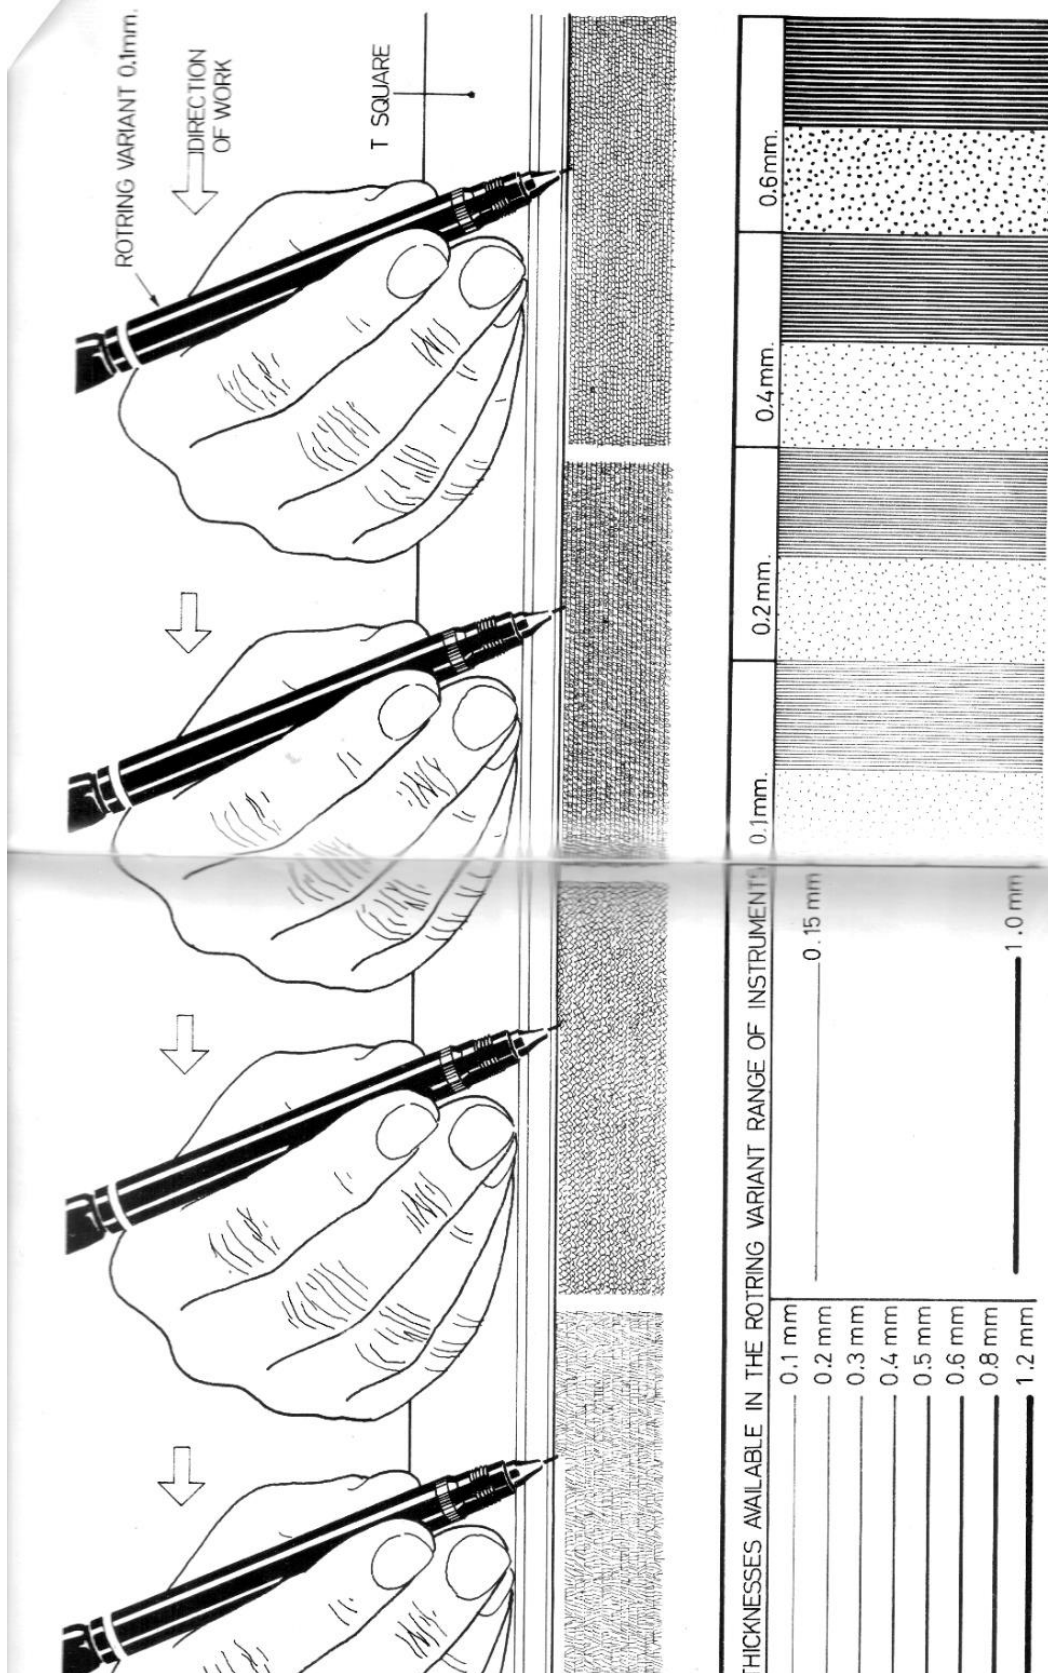 ROTRING VARIANT 0.1mm.
DIRECTION
OF WORK
T SQUARE
THICKNESSES AVAILABLE IN THE ROTRING VARIANT RANGE OF INSTRUMENTS
0.1mm.
0.2mm.
0.4mm.
0.6mm.
0.1 mm
0.2 mm
0.3 mm
0.4 mm
0.5 mm
0.6 mm
0.8 mm
1.2 mm
0.15 mm
1.0 mm